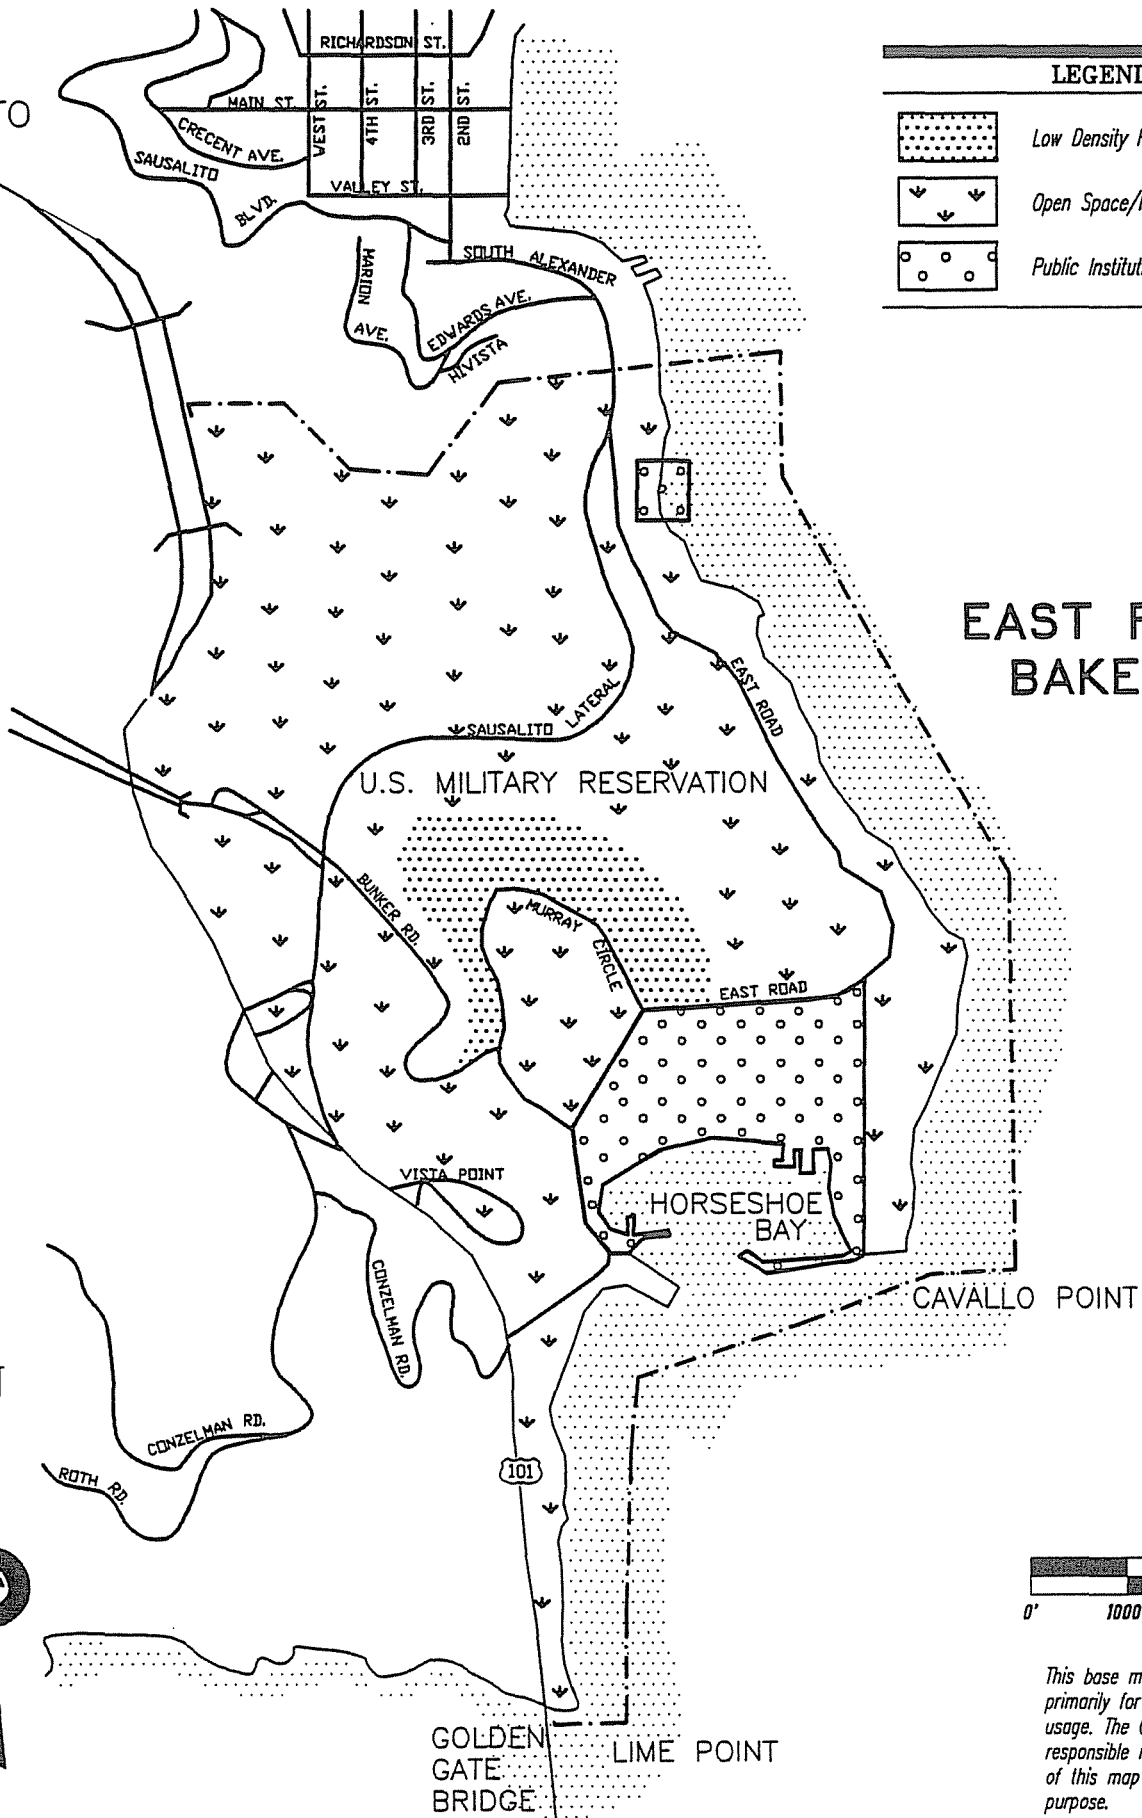 TO
RICHARDSON ST.
MAIN ST.
WEST ST.
4TH ST.
3RD ST.
2ND ST.
CRECENT AVE.
SAUSALITO
BLVD.
VALLEY ST.
MARION
AVE.
SOUTH ALEXANDER
EDWARDS AVE.
HIVISTA
LEGEND
Low Density
Open Space/
Public Institut
EAST
BAKE
EAST ROAD
SAUSALITO LATERAL
U.S. MILITARY RESERVATION
BUNKER RD.
MURRAY
CIRCLE
EAST ROAD
VISTA POINT
HORSESHOE
BAY
CAVALLO POINT
CONZELMAN RD.
CONZELMAN RD.
ROTH RD.
101
0'
1000
This base m
primarily for
usage. The
responsible
of this map
purpose.
GOLDEN
GATE
BRIDGE
LIME POINT